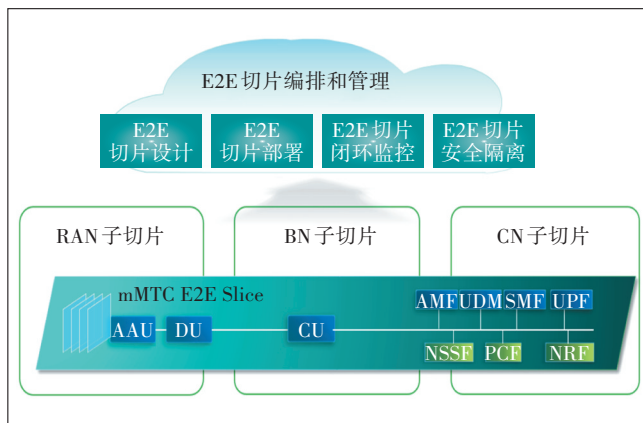 E2E切片编排和管理
E2E
切片设计
E2E
切片部署
E2E切片
闭环监控
E2E切片
安全隔离
RAN子切片
BN子切片
CN子切片
mMTC E2E Slice
AMF UDM SMF UPF
AAU DU CU
NSSF PCF NRF